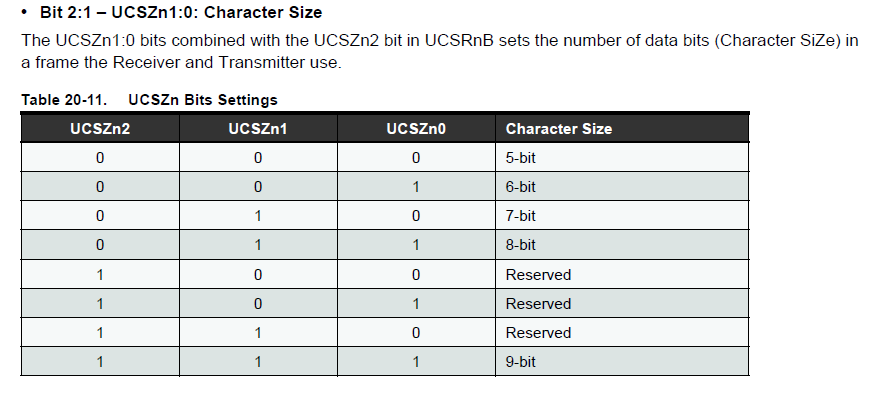 • Bit 2:1 – UCSZn1:0: Character Size
The UCSZn1:0 bits combined with the UCSZn2 bit in UCSRnB sets the number of data bits (Character SiZe) in
a frame the Receiver and Transmitter use.
Table 20-11. UCSZn Bits Settings
UCSZn2 UCSZn1 UCSZn0 Character Size
0 0 0 5-bit
0 0 1 6-bit
0 1 0 7-bit
0 1 1 8-bit
1 0 0 Reserved
1 0 1 Reserved
1 1 0 Reserved
1 1 1 9-bit